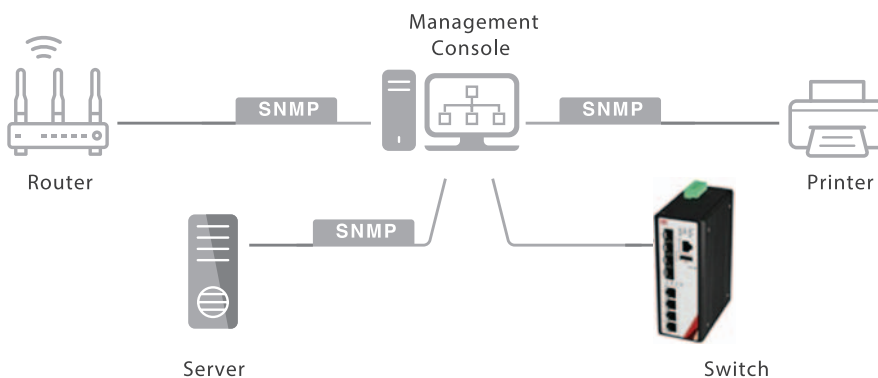 Management
Console
SNMP
SNMP
Router
Printer
SNMP
Server
Switch